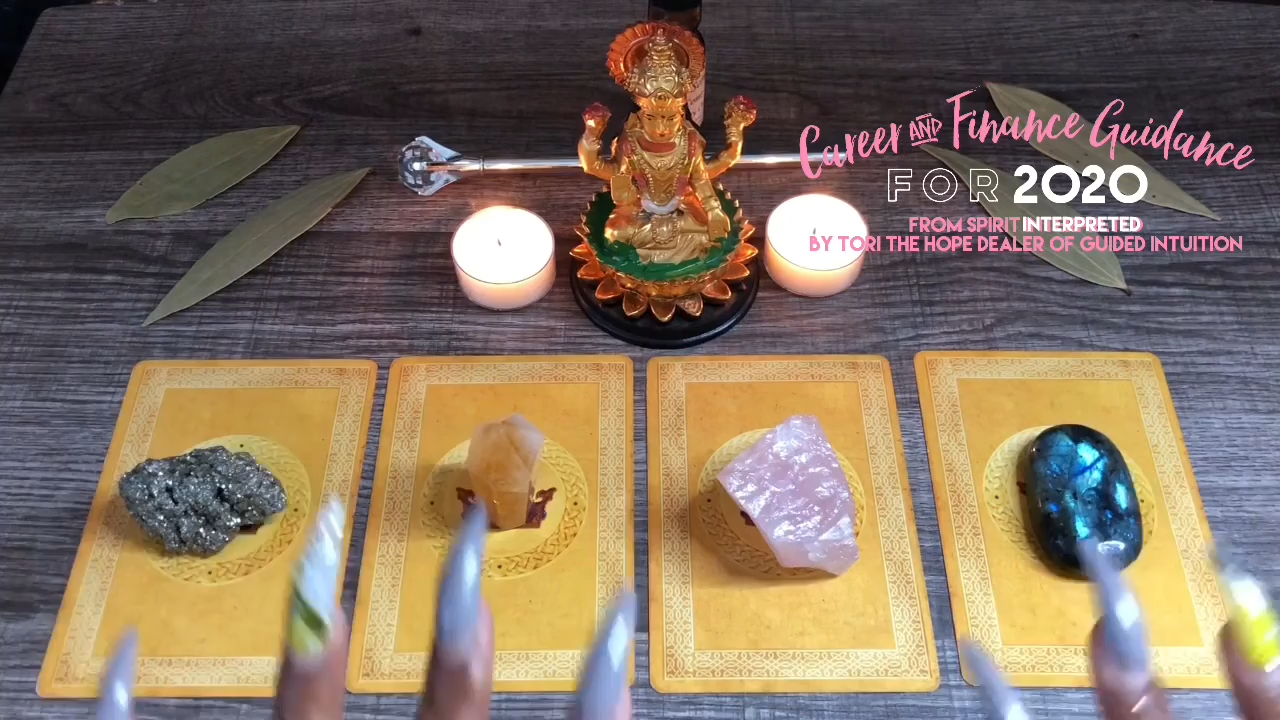 Career AND Finance Guidance
FOR 2020
FROM SPIRIT INTERPRETED
BY TORI THE HOPE DEALER OF GUIDED INTUITION